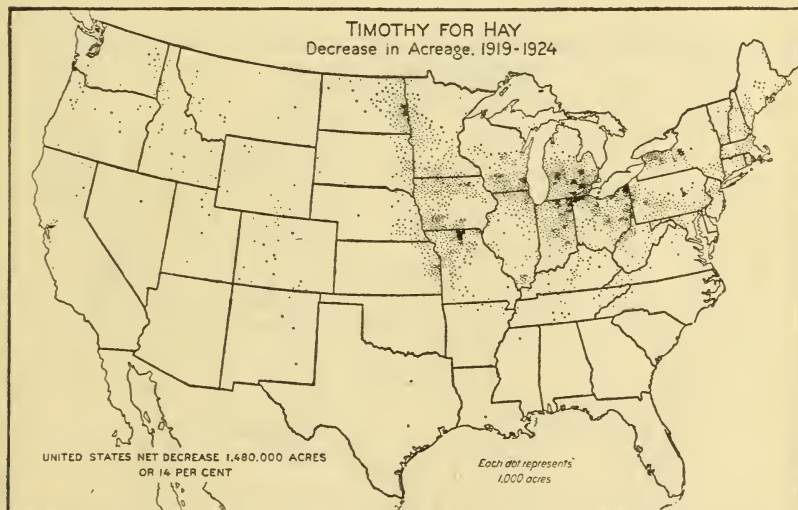 TIMOTHY FOR HAY
Decrease in Acreage, 1919-1924
UNITED STATES NET DECREASE 1,480,000 ACRES
OR 14 PER CENT
Each dot represents
1,000 acres